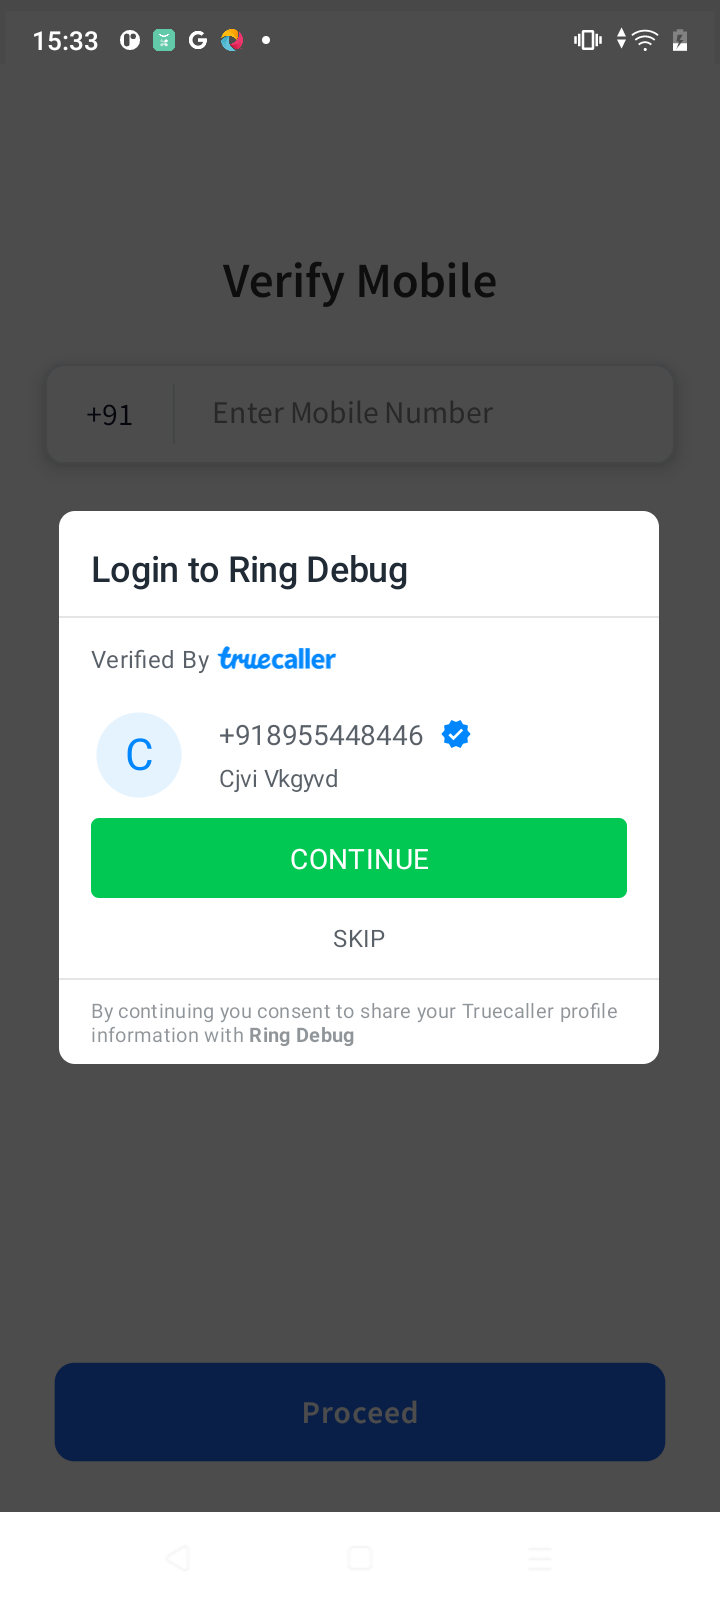 15:33
Verify Mobile
+91 Enter Mobile Number
Login to Ring Debug
Verified By truecaller
C
+918955448446
Cjvi Vkgyvd
CONTINUE
SKIP
By continuing you consent to share your Truecaller profile
information with Ring Debug
Proceed